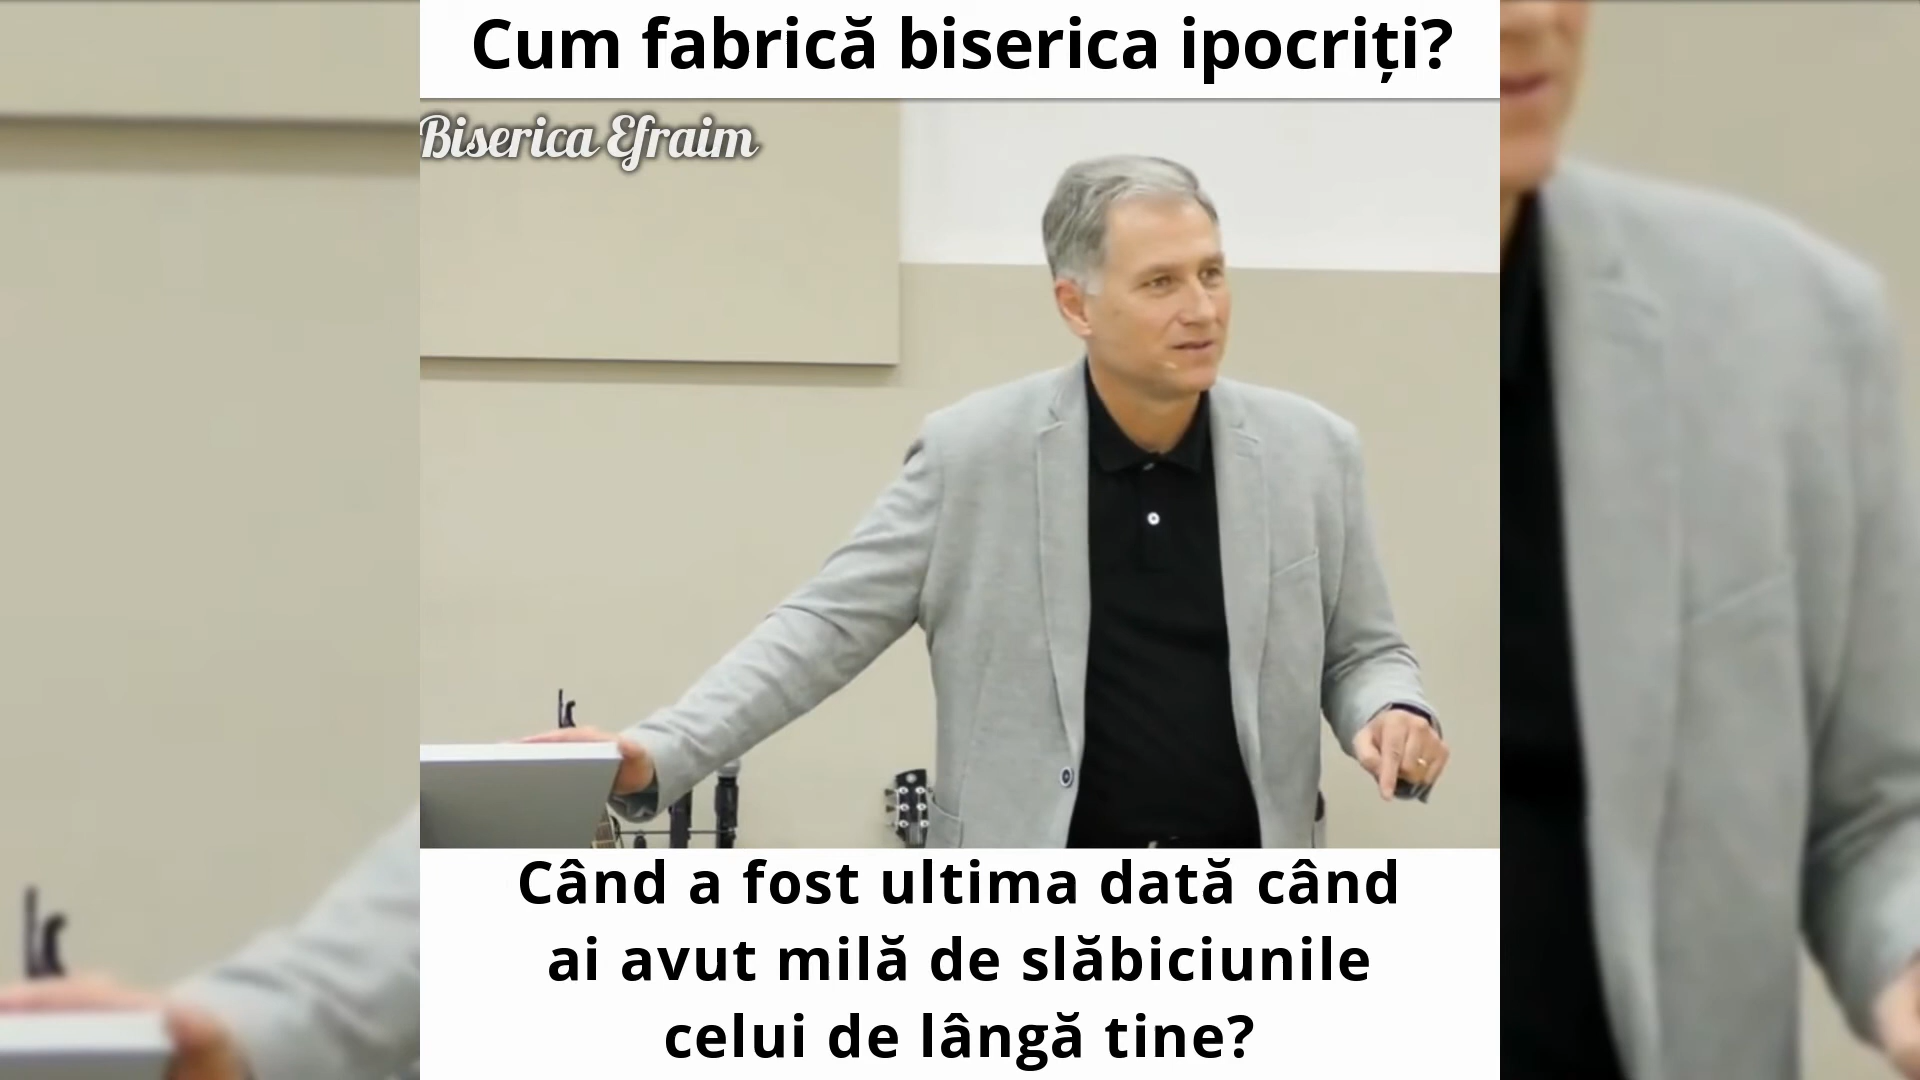 Cum fabrică biserica ipocriți?
Biserica Efraim
Când a fost ultima dată când
ai avut milă de slăbiciunile
celui de lângă tine?